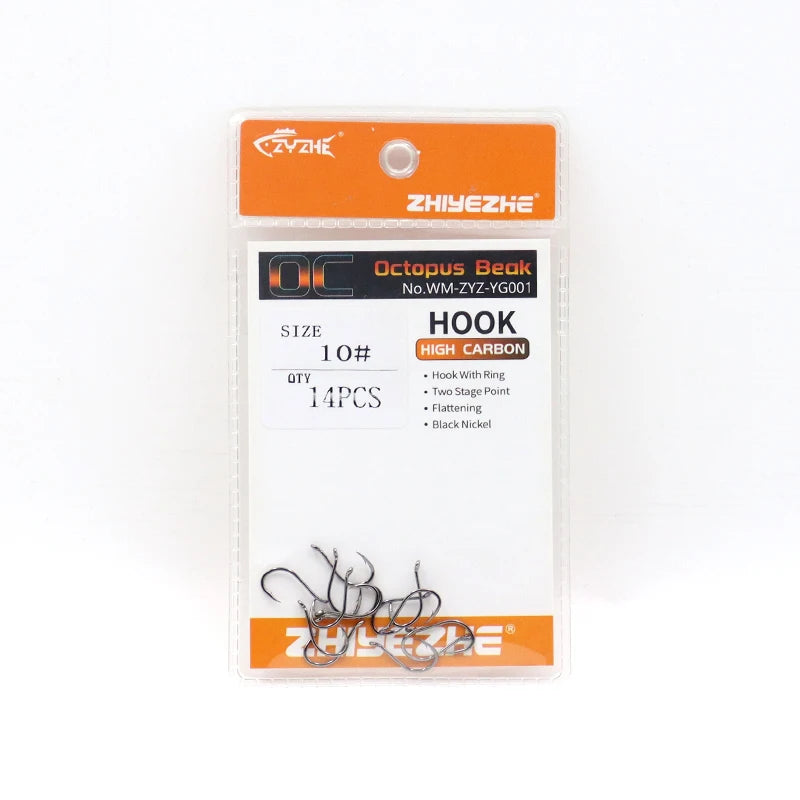 ZYZHE®
ZHIYEZHE®
OC Octopus Beak
No.WM-ZYZ-YG001
SIZE
10#
QTY
14PCS
HOOK
HIGH CARBON
• Hook With Ring
• Two Stage Point
• Flattening
• Black Nickel
ZHIYEZHE®